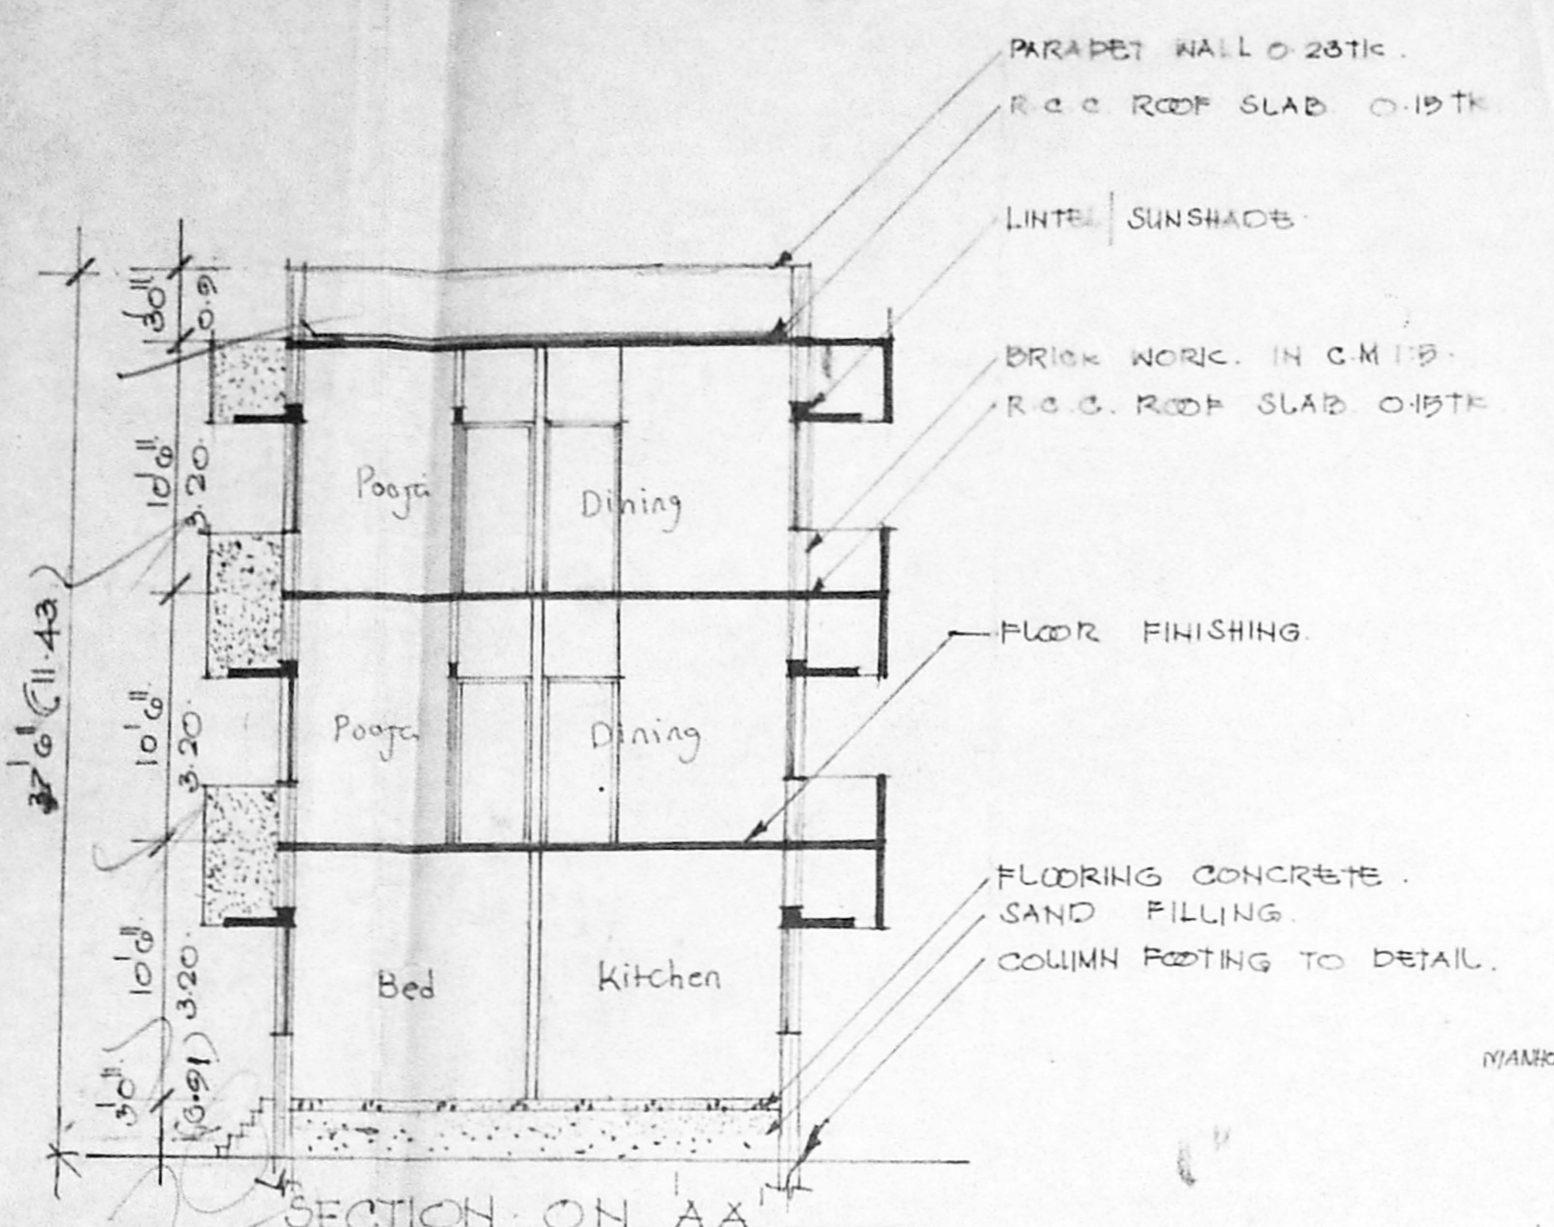 PARAPET WALL 0.23TK.
R.C.C. ROOF SLAB 0.15TK
LINTEL | SUNSHADE
BRICK WORK. IN C.M 1:5.
R.C.C. ROOF SLAB 0.15TK
FLOOR FINISHING.
FLOORING CONCRETE.
SAND FILLING.
COLUMN FOOTING TO DETAIL.
MANHO
3'0"
0.91
10'6"
3.20.
10'6"
3.20.
10'6"
3.20.
3'0"
(0.91)
37'6" (11.43)
Pooja
Dining
Pooja
Dining
Bed
Kitchen
SECTION ON 'AA'